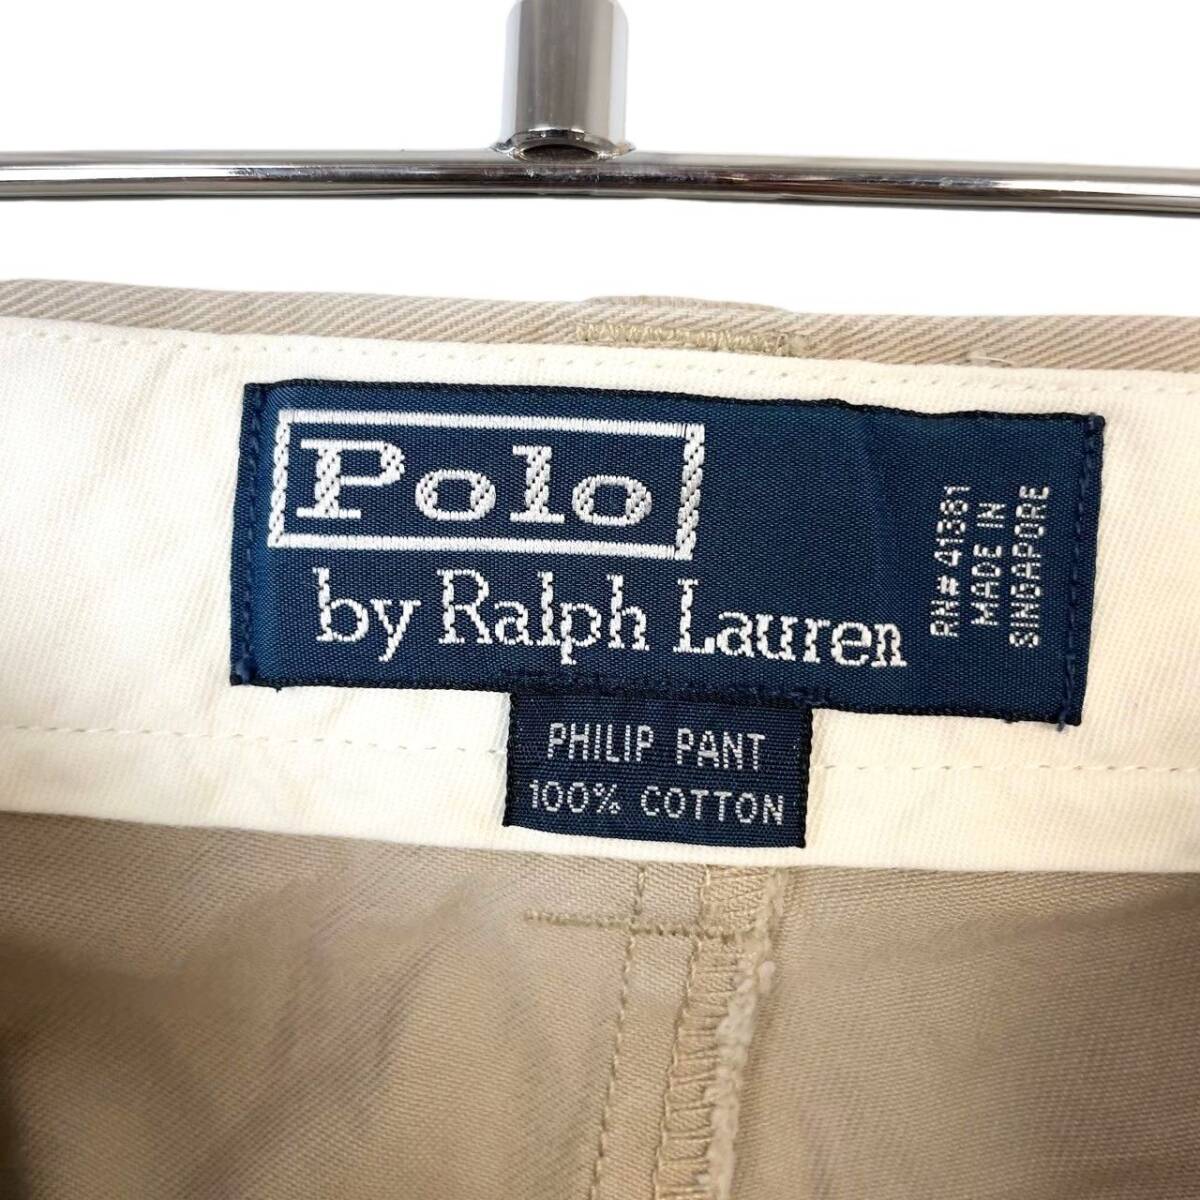 Polo
by Ralph Lauren
RN# 41381
MADE IN
SINGAPORE
PHILIP PANT
100% COTTON